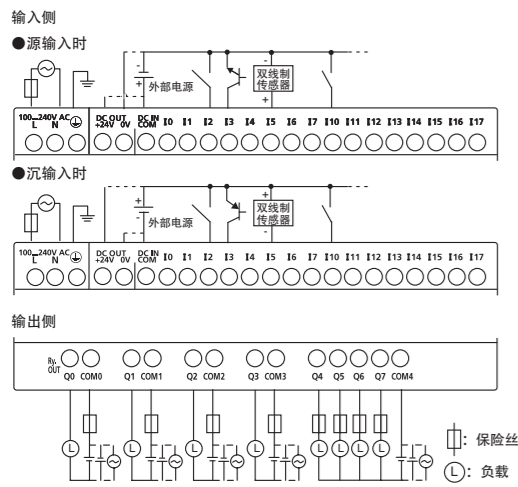 输入侧
●源输入时
- + 外部电源
- 双线制
传感器 +
100...240V AC DC OUT DC IN
L N +24V 0V COM I0 I1 I2 I3 I4 I5 I6 I7 I10 I11 I12 I13 I14 I15 I16 I17
●沉输入时
+ - 外部电源
+ 双线制
传感器 -
100...240V AC DC OUT DC IN
L N +24V 0V COM I0 I1 I2 I3 I4 I5 I6 I7 I10 I11 I12 I13 I14 I15 I16 I17
输出侧
Ry.
OUT
Q0 COM0 Q1 COM1 Q2 COM2 Q3 COM3 Q4 Q5 Q6 Q7 COM4
L L L L L L L L
: 保险丝
L : 负载